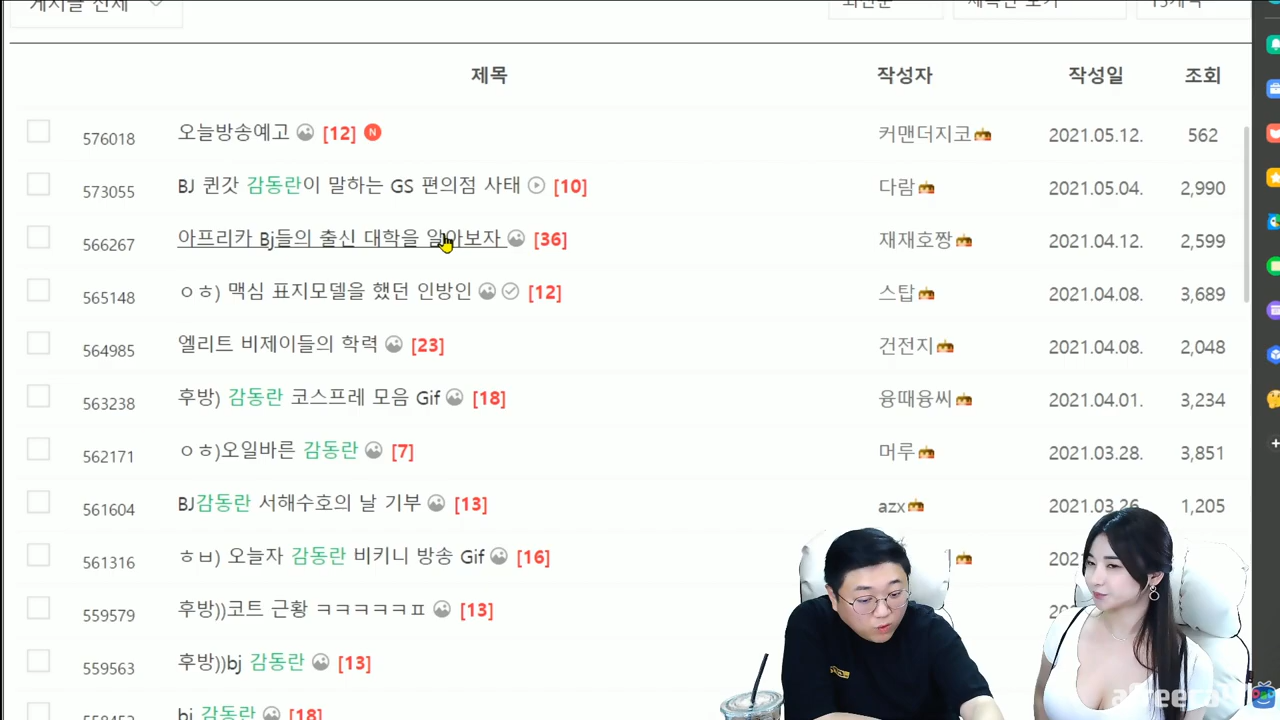 게시글 전체
제목 작성자 작성일 조회
576018 오늘방송예고 [12] N 커맨더지코 2021.05.12. 562
573055 BJ 퀸갓 감동란이 말하는 GS 편의점 사태 [10] 다람 2021.05.04. 2,990
566267 아프리카 Bj들의 출신 대학을 알아보자 [36] 재재호짱 2021.04.12. 2,599
565148 ㅇㅎ) 맥심 표지모델을 했던 인방인 [12] 스탑 2021.04.08. 3,689
564985 엘리트 비제이들의 학력 [23] 건전지 2021.04.08. 2,048
563238 후방) 감동란 코스프레 모음 Gif [18] 융때융씨 2021.04.01. 3,234
562171 ㅇㅎ)오일바른 감동란 [7] 머루 2021.03.28. 3,851
561604 BJ감동란 서해수호의 날 기부 [13] azx 2021.03.26. 1,205
561316 ㅎㅂ) 오늘자 감동란 비키니 방송 Gif [16]
559579 후방))코트 근황 ㅋㅋㅋㅋㅋㅍ [13]
559563 후방))bj 감동란 [13]
bj 감동란 [18]